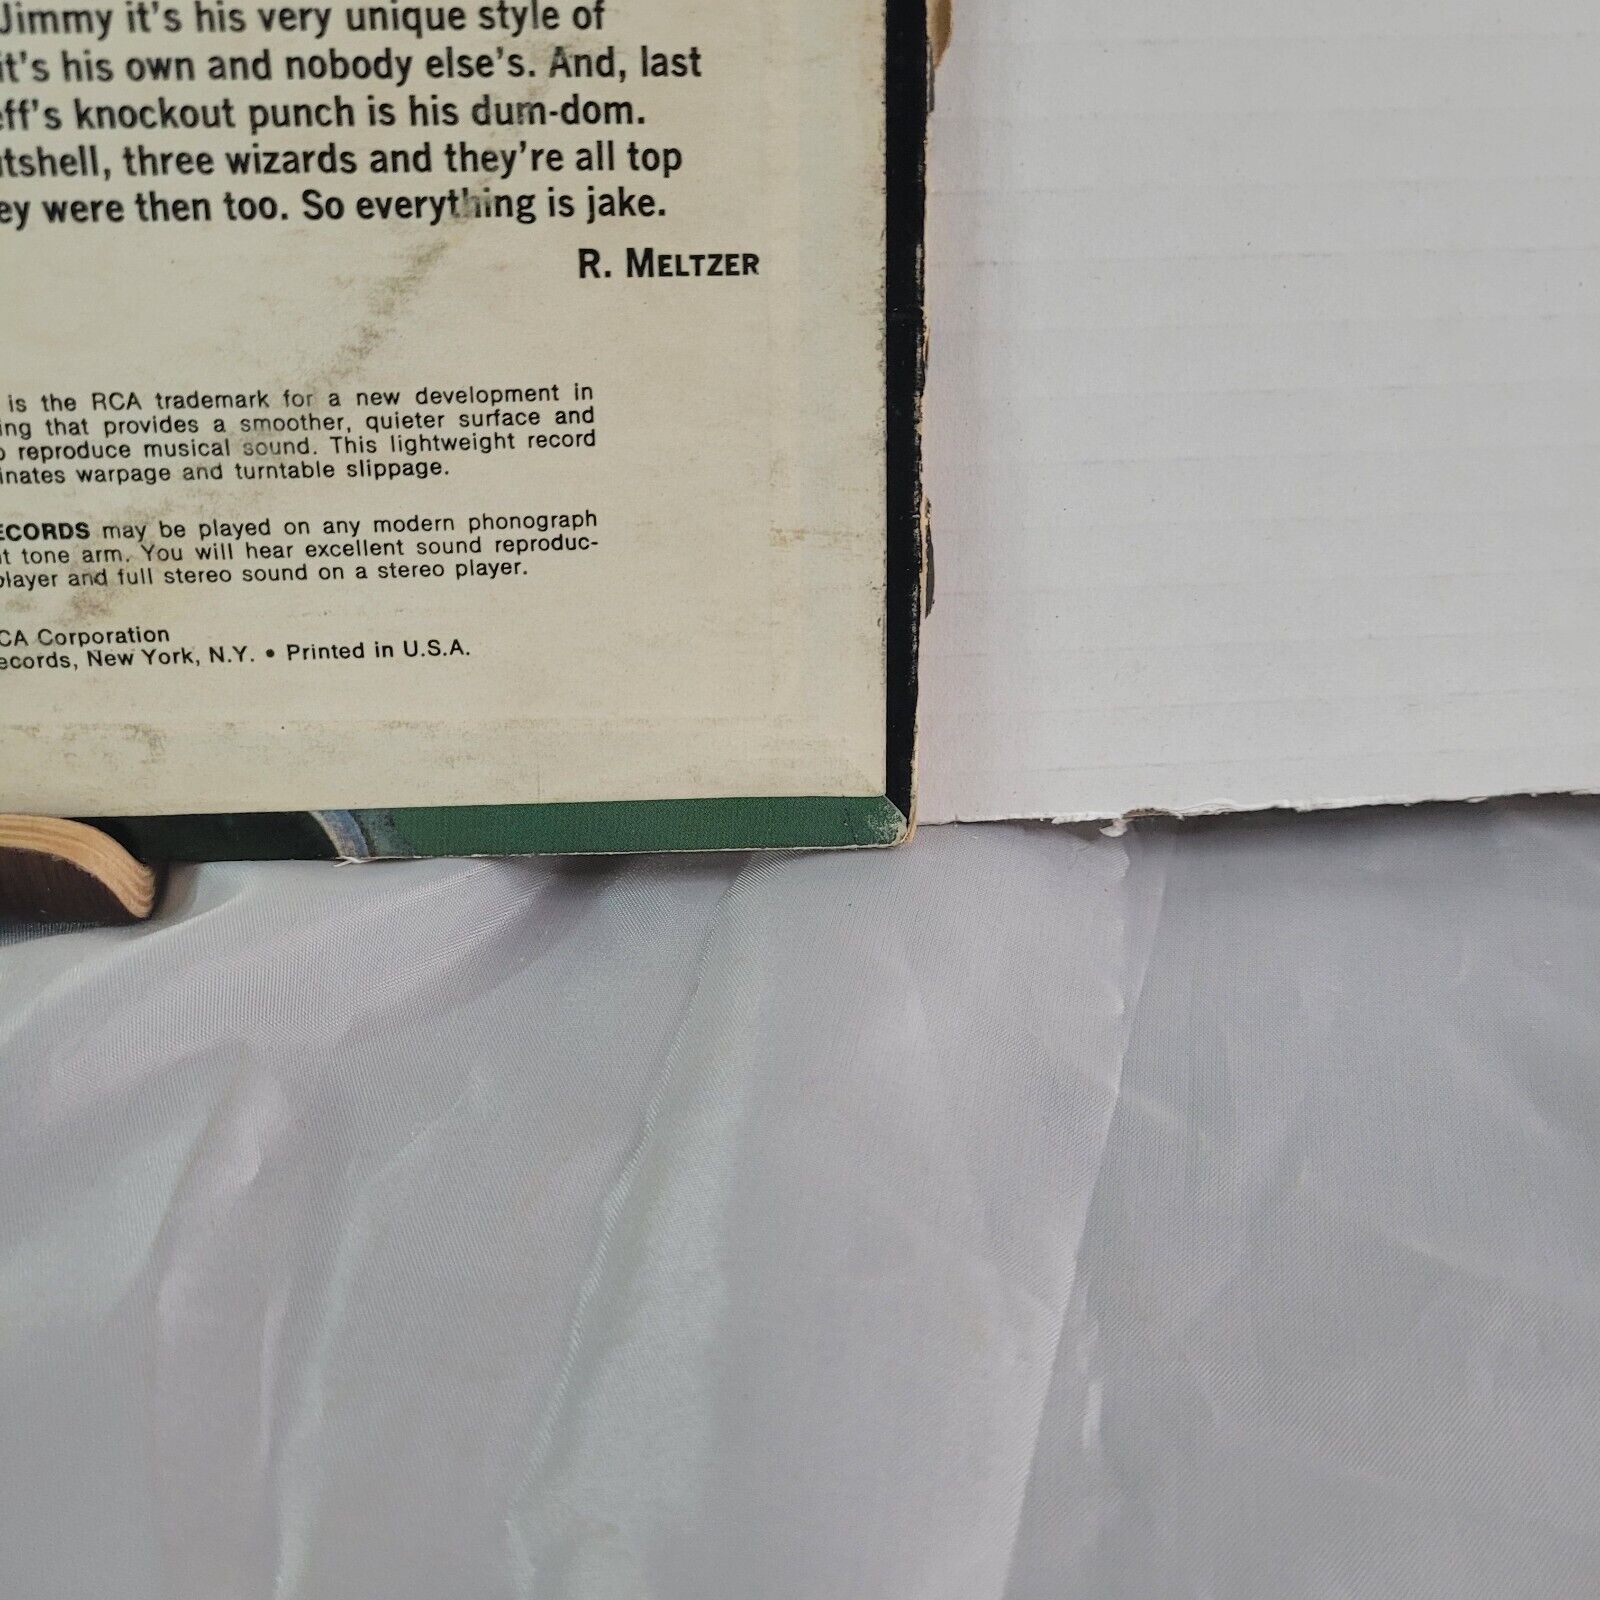 Jimmy it's his very unique style of
it's his own and nobody else's. And, last
eff's knockout punch is his dum-dom.
utshell, three wizards and they're all top
ey were then too. So everything is jake.
R. MELTZER
is the RCA trademark for a new development in
ing that provides a smoother, quieter surface and
o reproduce musical sound. This lightweight record
inates warpage and turntable slippage.
ECORDS may be played on any modern phonograph
ht tone arm. You will hear excellent sound reproduc-
player and full stereo sound on a stereo player.
CA Corporation
ecords, New York, N.Y. • Printed in U.S.A.